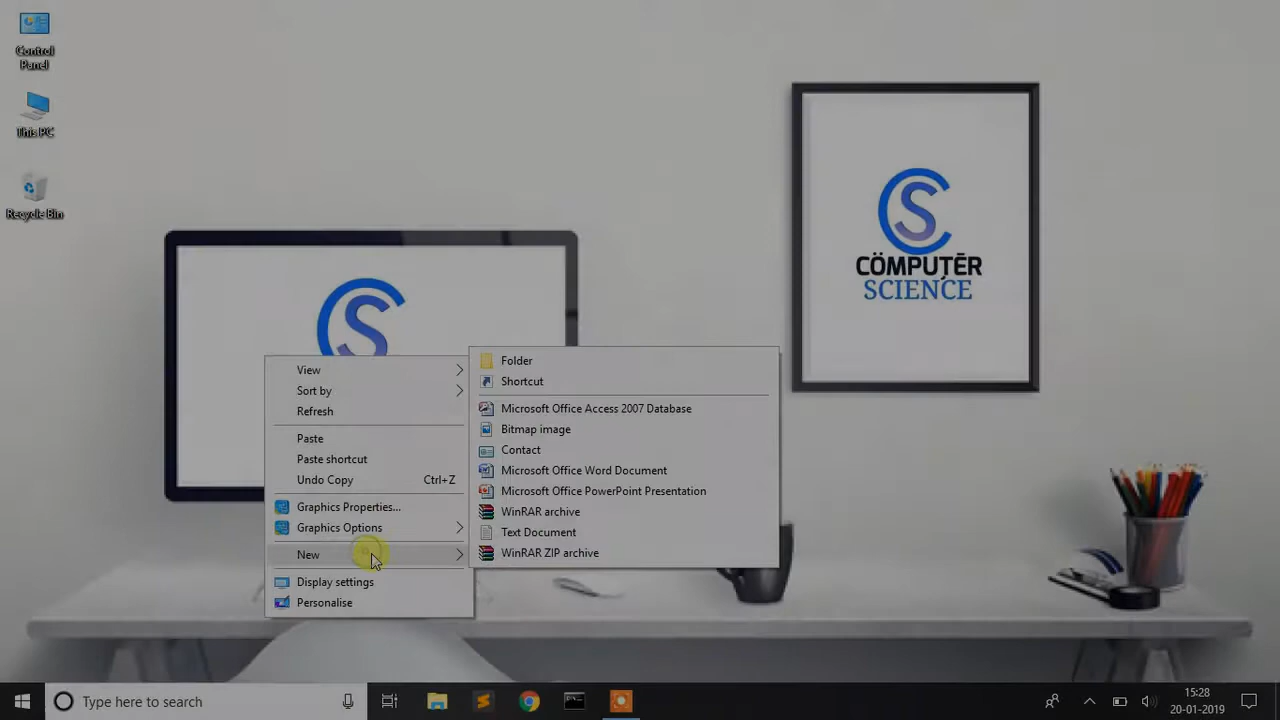 Control
Panel
This PC
Recycle Bin
CS
CÖMPUTĒR
SCIENCE
CS
View
Sort by
Refresh
Paste
Paste shortcut
Undo Copy Ctrl+Z
Graphics Properties...
Graphics Options
New
Display settings
Personalise
Folder
Shortcut
Microsoft Office Access 2007 Database
Bitmap image
Contact
Microsoft Office Word Document
Microsoft Office PowerPoint Presentation
WinRAR archive
Text Document
WinRAR ZIP archive
Type here to search
15:28
20-01-2019